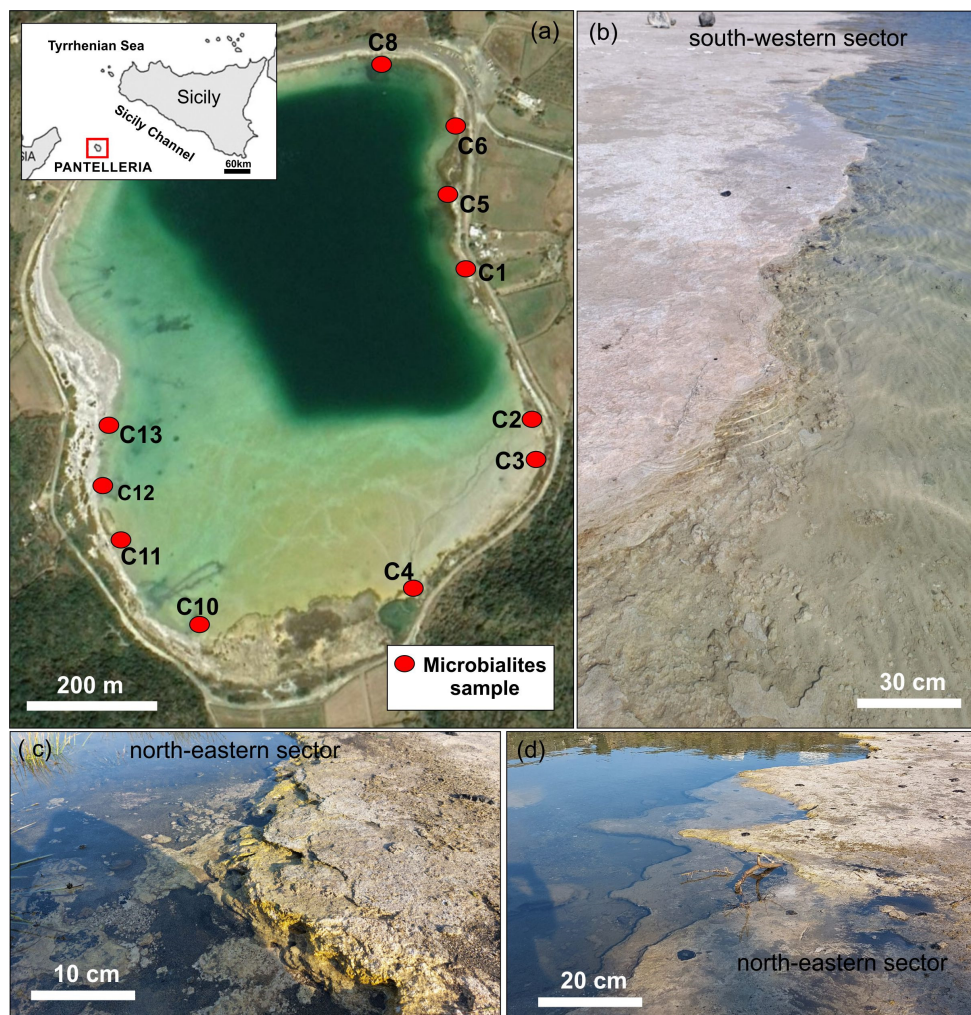 Tyrrhenian Sea
Sicily
Sicily Channel
IA
PANTELLERIA
60km
(a)
C8
C6
C5
C1
C2
C3
C4
C13
C12
C11
C10
200 m
Microbialites
sample
(b)
south-western sector
30 cm
( c)
north-eastern sector
10 cm
(d)
north-eastern sector
20 cm